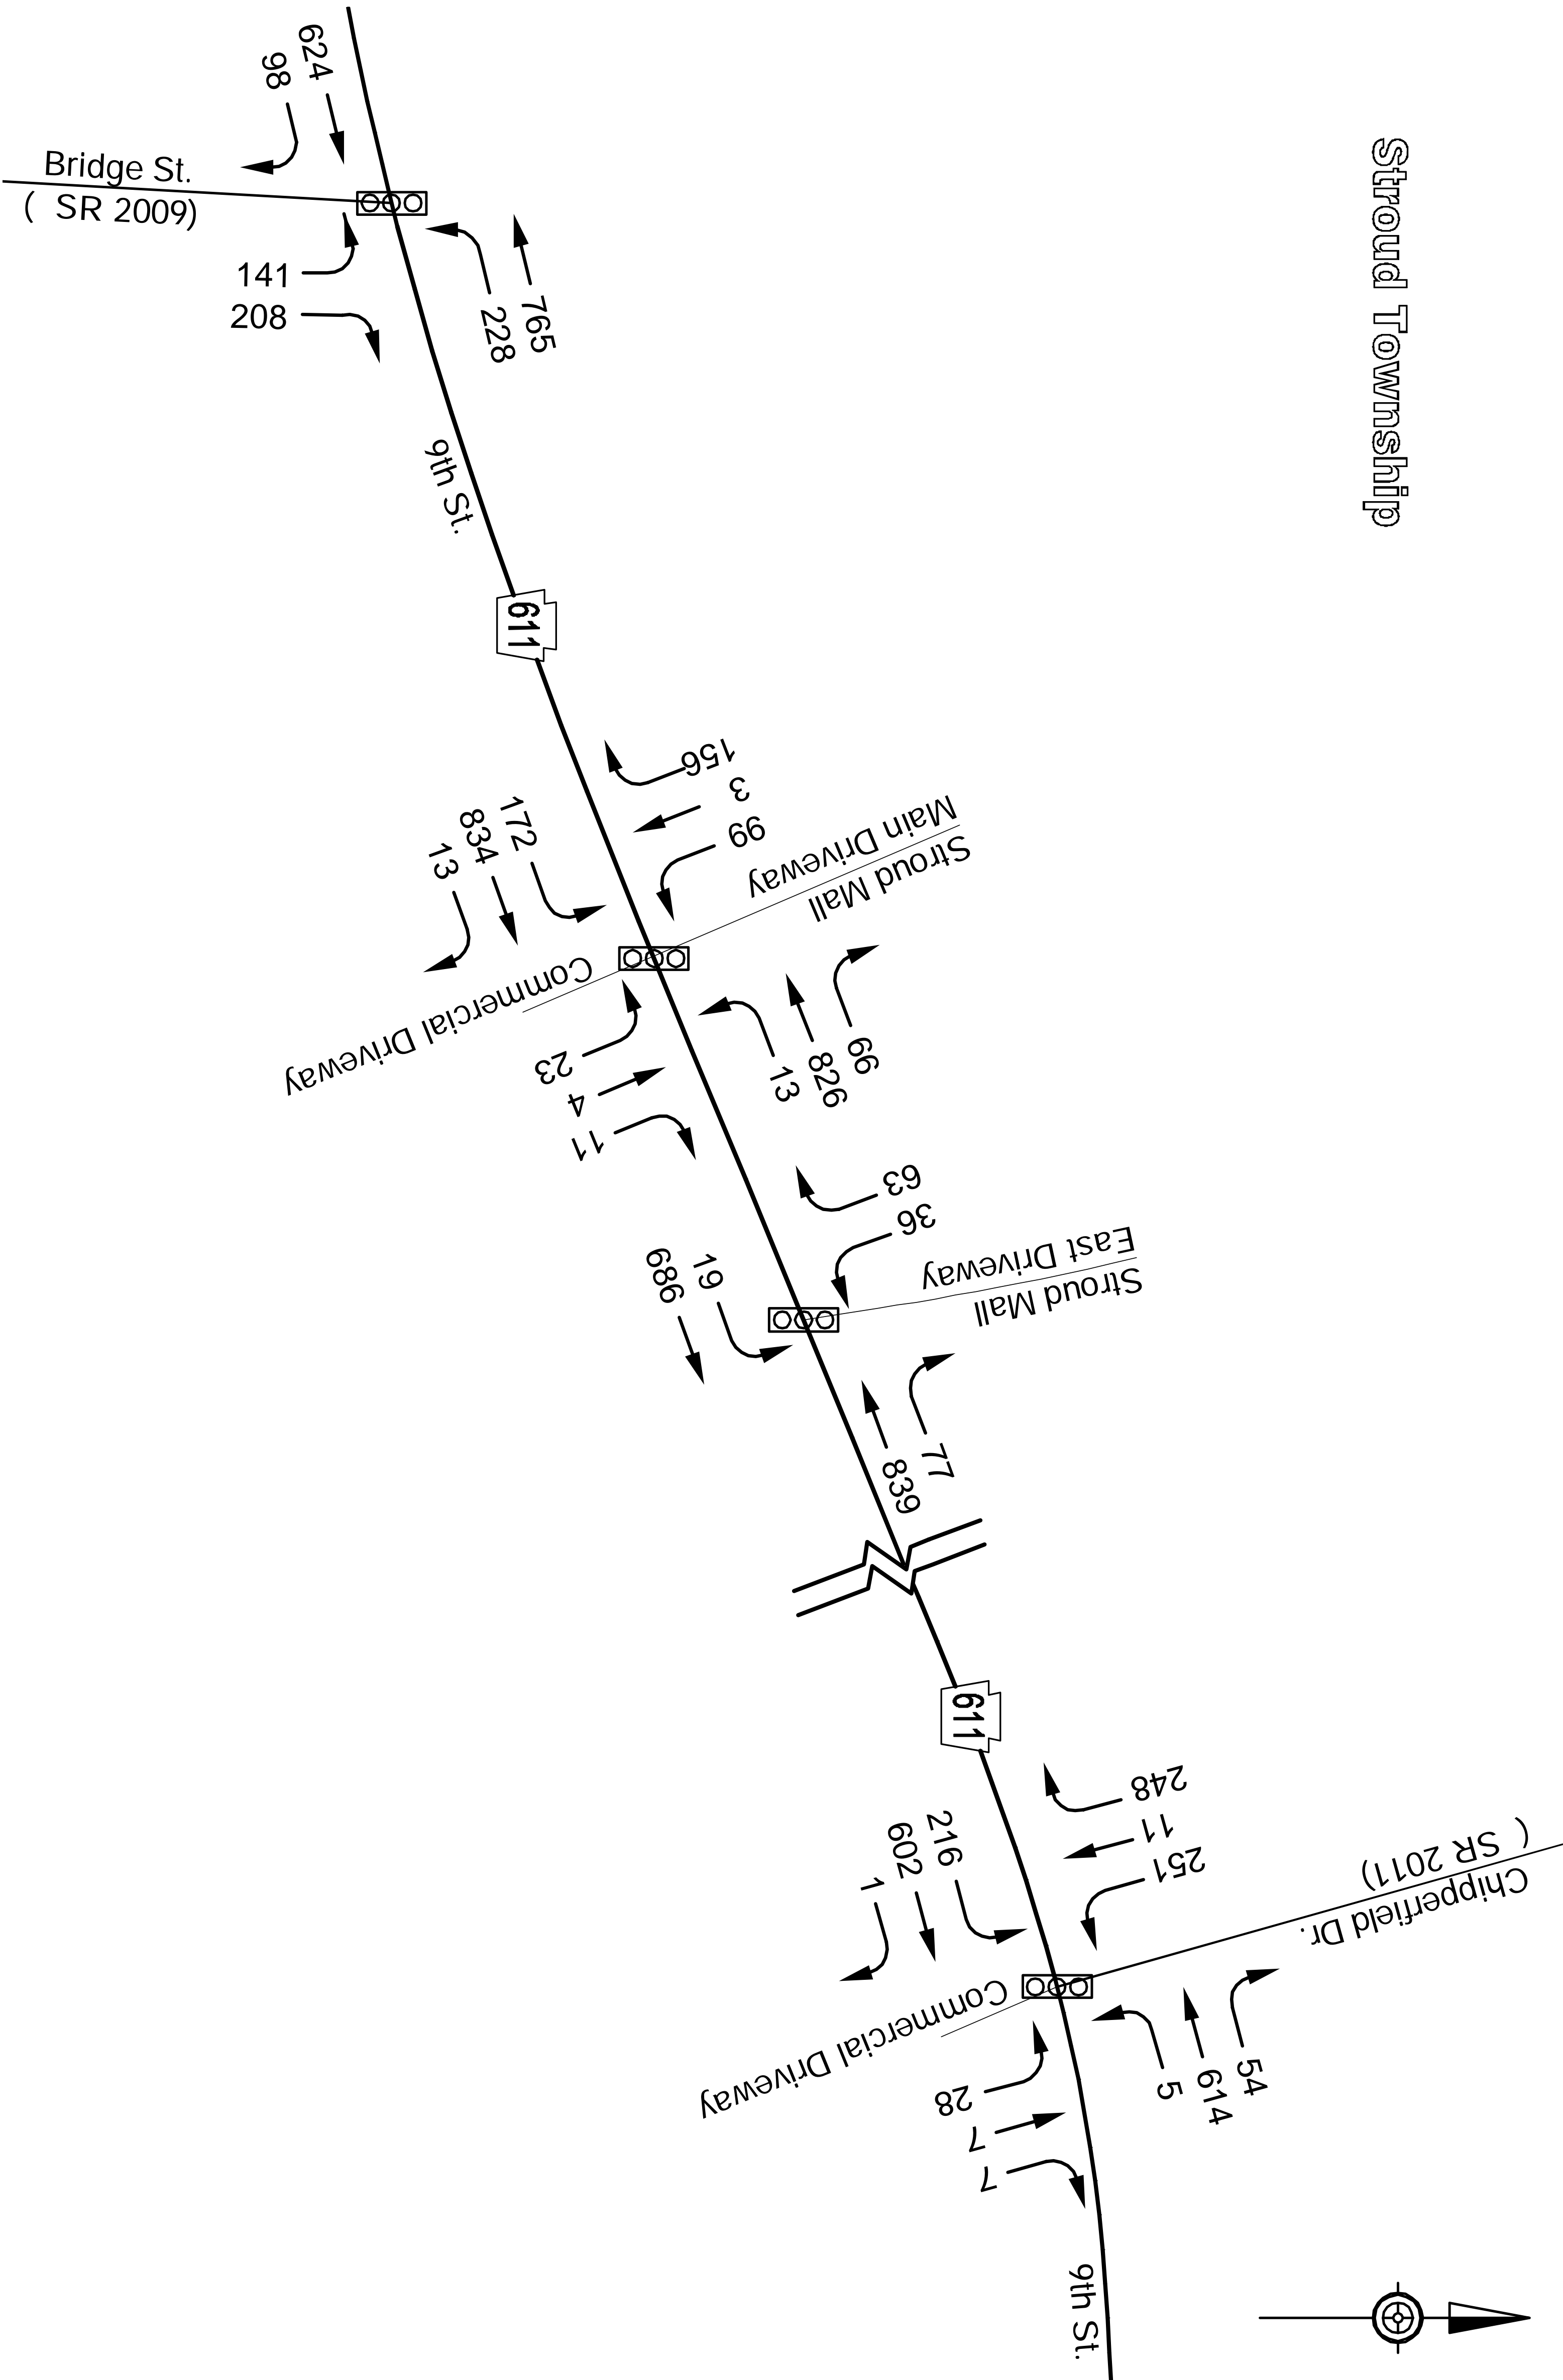 624
98
Bridge St.
( SR 2009)
141
208
228
765
Stroud Township
9th St.
611
156
3
99
172
834
13
Main Driveway
Stroud Mall
Commercial Driveway
23
4
11
13
826
66
63
36
686
19
East Driveway
Stroud Mall
839
77
611
248
11
251
216
602
1
( SR 2011)
Chipperfield Dr.
Commercial Driveway
28
7
7
5
614
54
9th St.